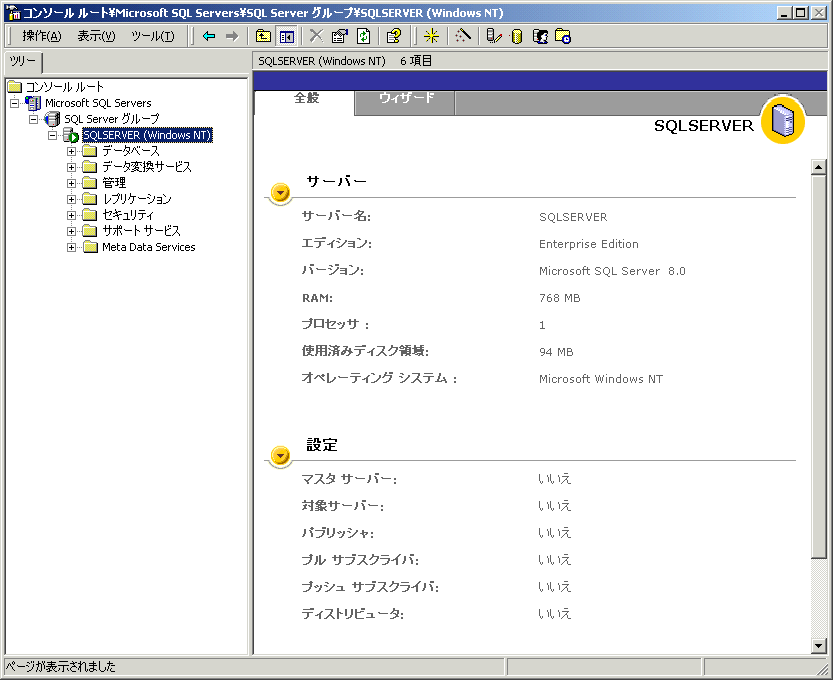 コンソール ルート¥Microsoft SQL Servers¥SQL Server グループ¥SQLSERVER (Windows NT)
操作(A) 表示(V) ツール(T)
ツリー
SQLSERVER (Windows NT) 6 項目
コンソール ルート
Microsoft SQL Servers
SQL Server グループ
SQLSERVER (Windows NT)
データベース
データ変換サービス
管理
レプリケーション
セキュリティ
サポート サービス
Meta Data Services
全般 ウィザード
SQLSERVER
サーバー
サーバー名: SQLSERVER
エディション: Enterprise Edition
バージョン: Microsoft SQL Server 8.0
RAM: 768 MB
プロセッサ : 1
使用済みディスク領域: 94 MB
オペレーティング システム : Microsoft Windows NT
設定
マスタ サーバー: いいえ
対象サーバー: いいえ
パブリッシャ: いいえ
プル サブスクライバ: いいえ
プッシュ サブスクライバ: いいえ
ディストリビュータ: いいえ
ページが表示されました